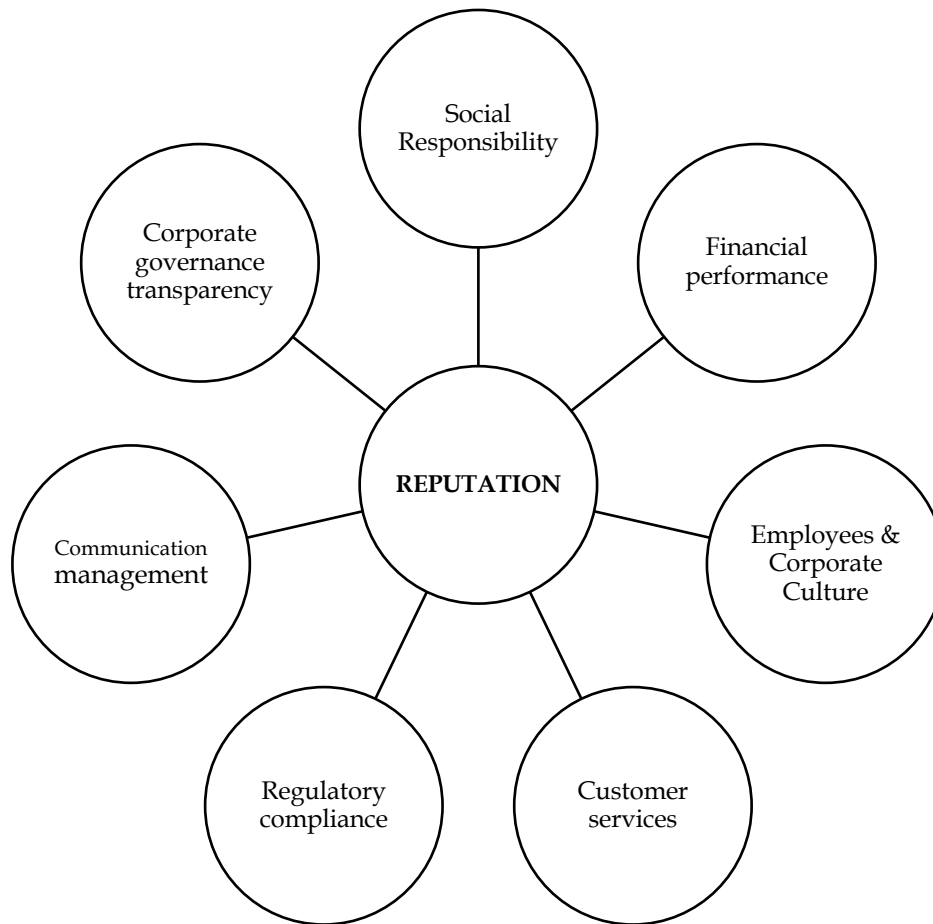 Social
Responsibility
Corporate
governance
transparency
Financial
performance
REPUTATION
Communication
management
Employees &
Corporate
Culture
Regulatory
compliance
Customer
services